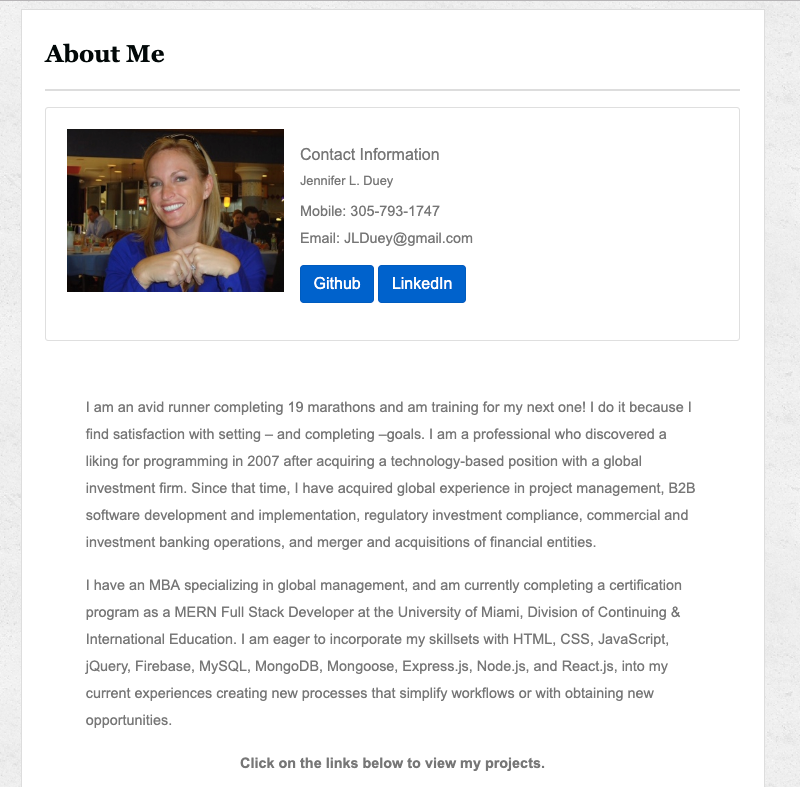 About Me
Contact Information
Jennifer L. Duey
Mobile: 305-793-1747
Email: JLDuey@gmail.com
Github LinkedIn
I am an avid runner completing 19 marathons and am training for my next one! I do it because I
find satisfaction with setting – and completing –goals. I am a professional who discovered a
liking for programming in 2007 after acquiring a technology-based position with a global
investment firm. Since that time, I have acquired global experience in project management, B2B
software development and implementation, regulatory investment compliance, commercial and
investment banking operations, and merger and acquisitions of financial entities.
I have an MBA specializing in global management, and am currently completing a certification
program as a MERN Full Stack Developer at the University of Miami, Division of Continuing &
International Education. I am eager to incorporate my skillsets with HTML, CSS, JavaScript,
jQuery, Firebase, MySQL, MongoDB, Mongoose, Express.js, Node.js, and React.js, into my
current experiences creating new processes that simplify workflows or with obtaining new
opportunities.
Click on the links below to view my projects.